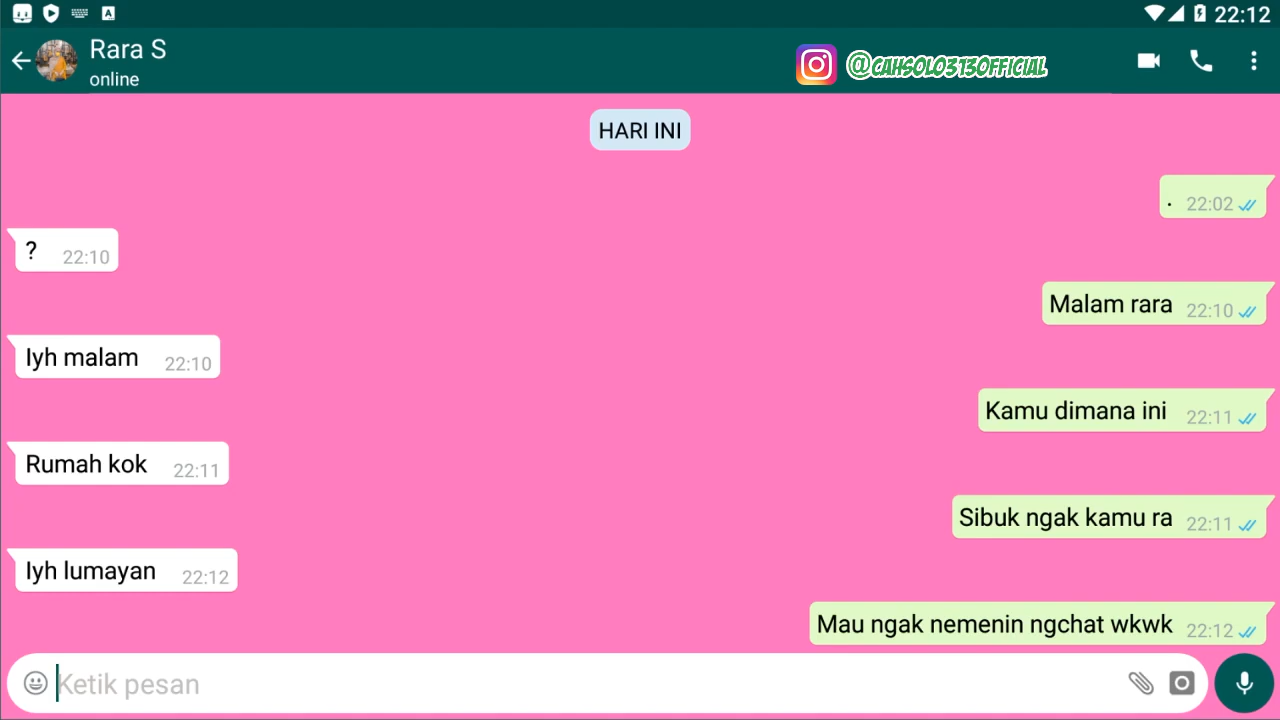 22:12
Rara S
online
@CAHSOLO313OFFICIAL
HARI INI
. 22:02
? 22:10
Malam rara 22:10
Iyh malam 22:10
Kamu dimana ini 22:11
Rumah kok 22:11
Sibuk ngak kamu ra 22:11
Iyh lumayan 22:12
Mau ngak nemenin ngchat wkwk 22:12
Ketik pesan